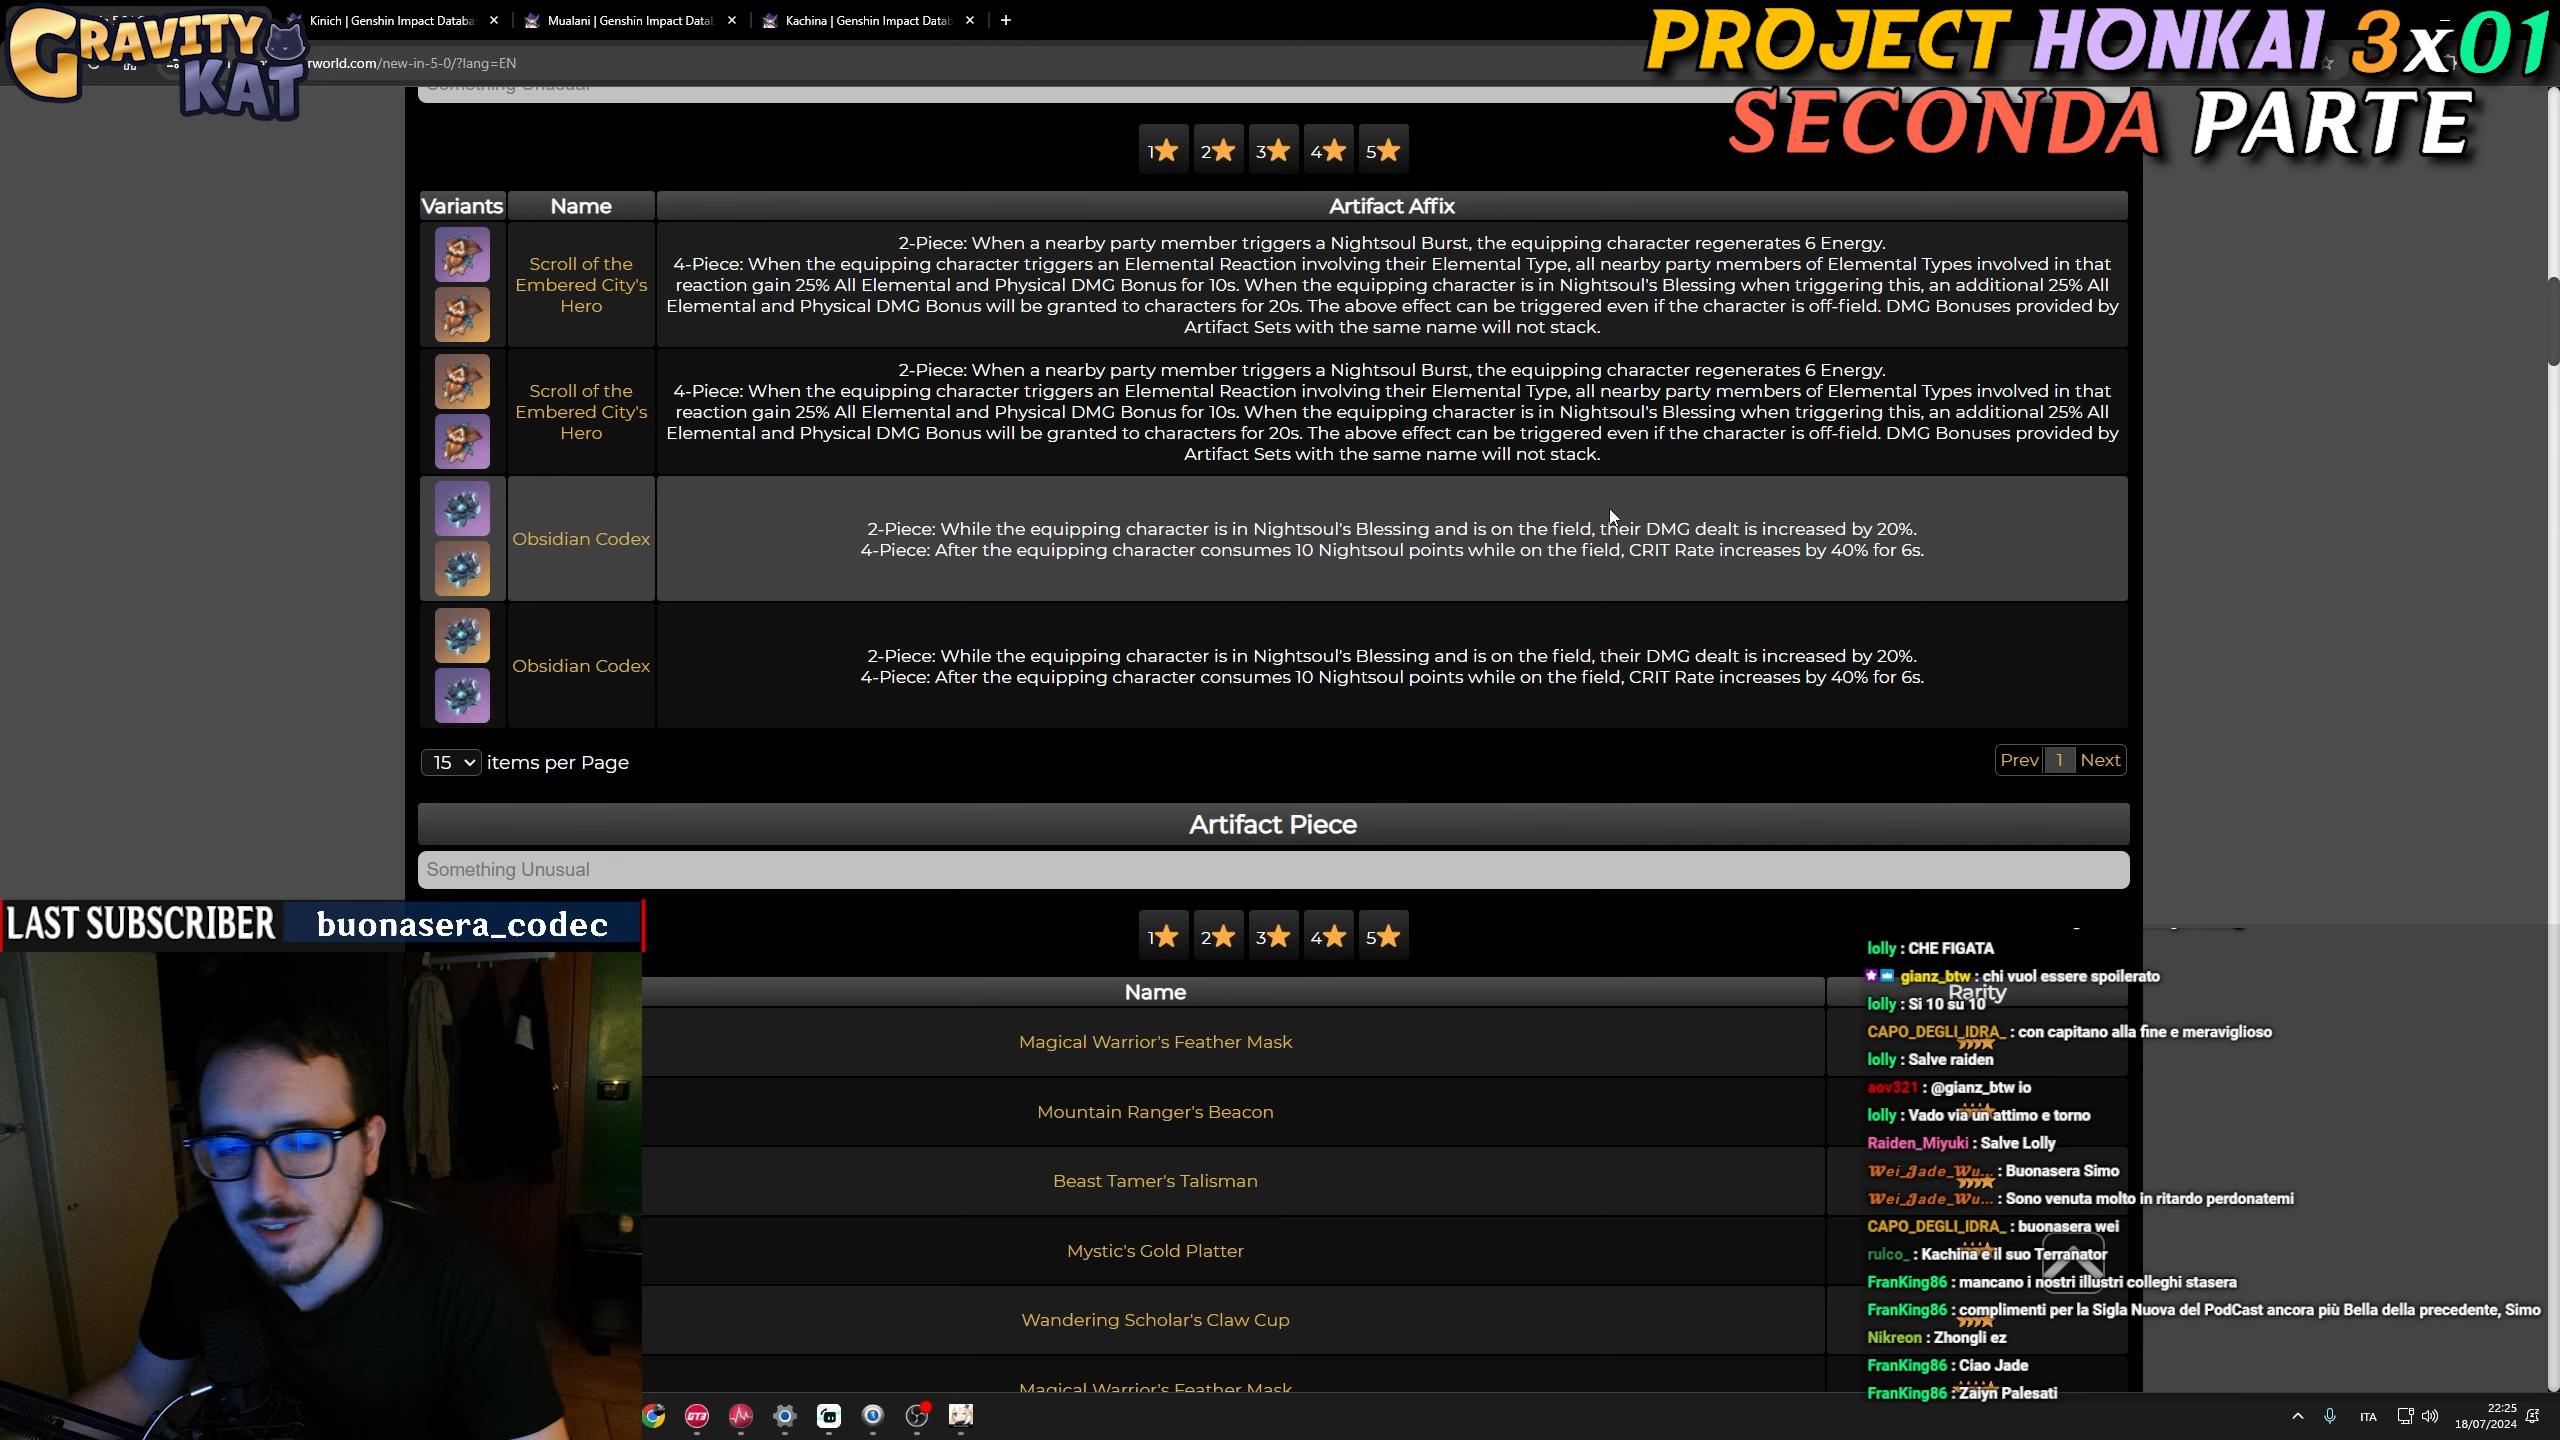 GRAVITY
KAT
Kinich | Genshin Impact Databa
Mualani | Genshin Impact Datab
Kachina | Genshin Impact Datab
rworld.com/new-in-5-0/?lang=EN
PROJECT HONKAI 3x01
SECONDA PARTE
Something Unusual
1 2 3 4 5
Variants Name Artifact Affix
Scroll of the
Embered City's
Hero
2-Piece: When a nearby party member triggers a Nightsoul Burst, the equipping character regenerates 6 Energy.
4-Piece: When the equipping character triggers an Elemental Reaction involving their Elemental Type, all nearby party members of Elemental Types involved in that
reaction gain 25% All Elemental and Physical DMG Bonus for 10s. When the equipping character is in Nightsoul's Blessing when triggering this, an additional 25% All
Elemental and Physical DMG Bonus will be granted to characters for 20s. The above effect can be triggered even if the character is off-field. DMG Bonuses provided by
Artifact Sets with the same name will not stack.
Scroll of the
Embered City's
Hero
2-Piece: When a nearby party member triggers a Nightsoul Burst, the equipping character regenerates 6 Energy.
4-Piece: When the equipping character triggers an Elemental Reaction involving their Elemental Type, all nearby party members of Elemental Types involved in that
reaction gain 25% All Elemental and Physical DMG Bonus for 10s. When the equipping character is in Nightsoul's Blessing when triggering this, an additional 25% All
Elemental and Physical DMG Bonus will be granted to characters for 20s. The above effect can be triggered even if the character is off-field. DMG Bonuses provided by
Artifact Sets with the same name will not stack.
Obsidian Codex
2-Piece: While the equipping character is in Nightsoul's Blessing and is on the field, their DMG dealt is increased by 20%.
4-Piece: After the equipping character consumes 10 Nightsoul points while on the field, CRIT Rate increases by 40% for 6s.
Obsidian Codex
2-Piece: While the equipping character is in Nightsoul's Blessing and is on the field, their DMG dealt is increased by 20%.
4-Piece: After the equipping character consumes 10 Nightsoul points while on the field, CRIT Rate increases by 40% for 6s.
15 items per Page
Prev 1 Next
Artifact Piece
Something Unusual
1 2 3 4 5
Name Rarity
Magical Warrior's Feather Mask
Mountain Ranger's Beacon
Beast Tamer's Talisman
Mystic's Gold Platter
Wandering Scholar's Claw Cup
Magical Warrior's Feather Mask
LAST SUBSCRIBER buonasera_codec
lolly : CHE FIGATA
gianz_btw : chi vuol essere spoilerato
lolly : Si 10 su 10
CAPO_DEGLI_IDRA_ : con capitano alla fine e meraviglioso
lolly : Salve raiden
aov321 : @gianz_btw io
lolly : Vado via un attimo e torno
Raiden_Miyuki : Salve Lolly
Wei_Jade_Wu... : Buonasera Simo
Wei_Jade_Wu... : Sono venuta molto in ritardo perdonatemi
CAPO_DEGLI_IDRA_ : buonasera wei
rulco_ : Kachina e il suo Terranator
FranKing86 : mancano i nostri illustri colleghi stasera
FranKing86 : complimenti per la Sigla Nuova del PodCast ancora più Bella della precedente, Simo
Nikreon : Zhongli ez
FranKing86 : Ciao Jade
FranKing86 : Zaiyn Palesati
GT3
ITA
22:25
18/07/2024